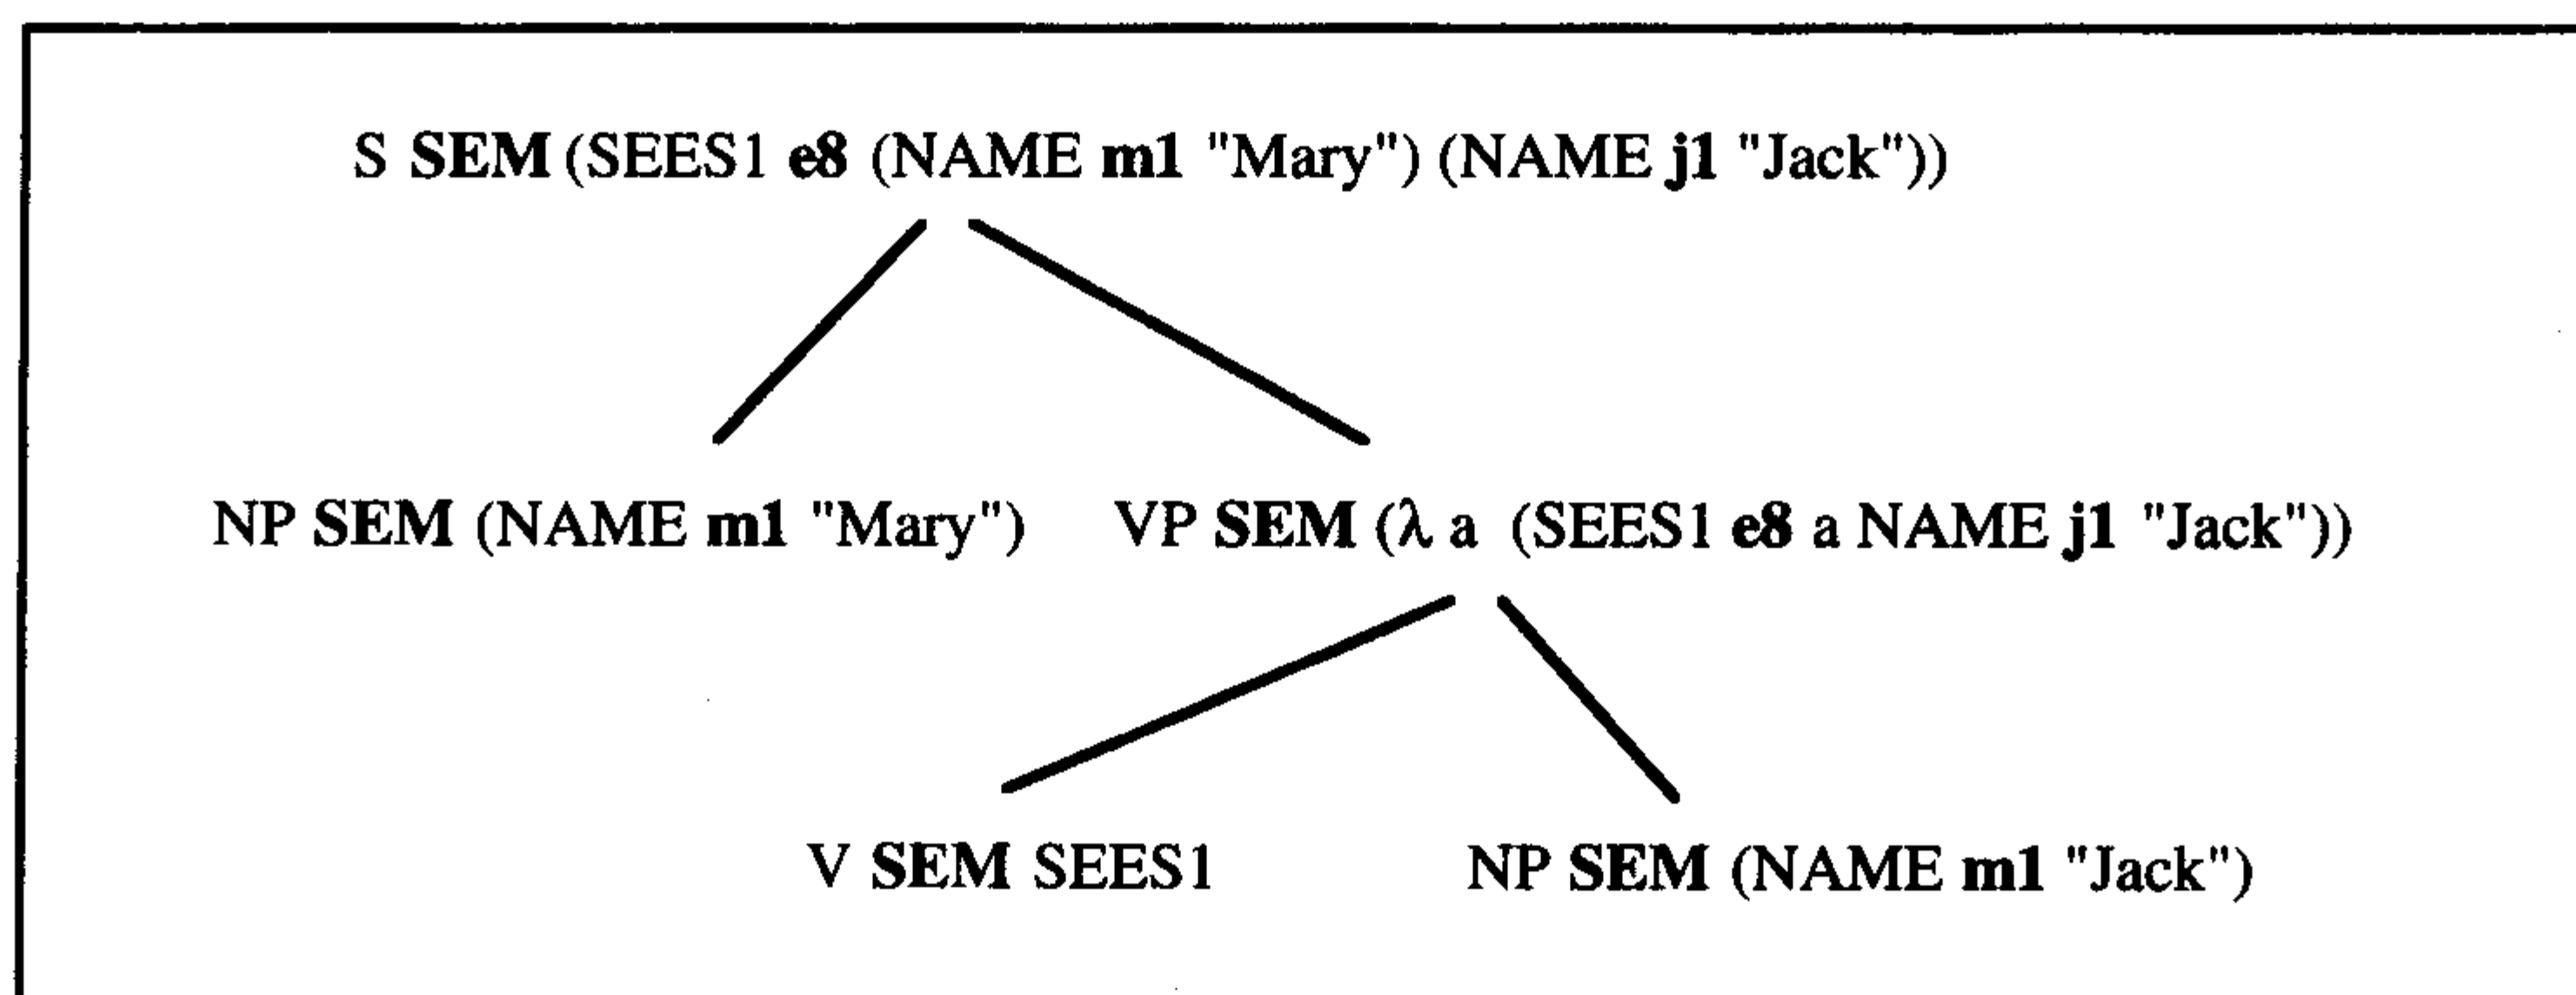 S SEM (SEES1 e8 (NAME m1 "Mary") (NAME j1 "Jack"))
NP SEM (NAME m1 "Mary") VP SEM (λ a (SEES1 e8 a NAME j1 "Jack"))
V SEM SEES1 NP SEM (NAME m1 "Jack")